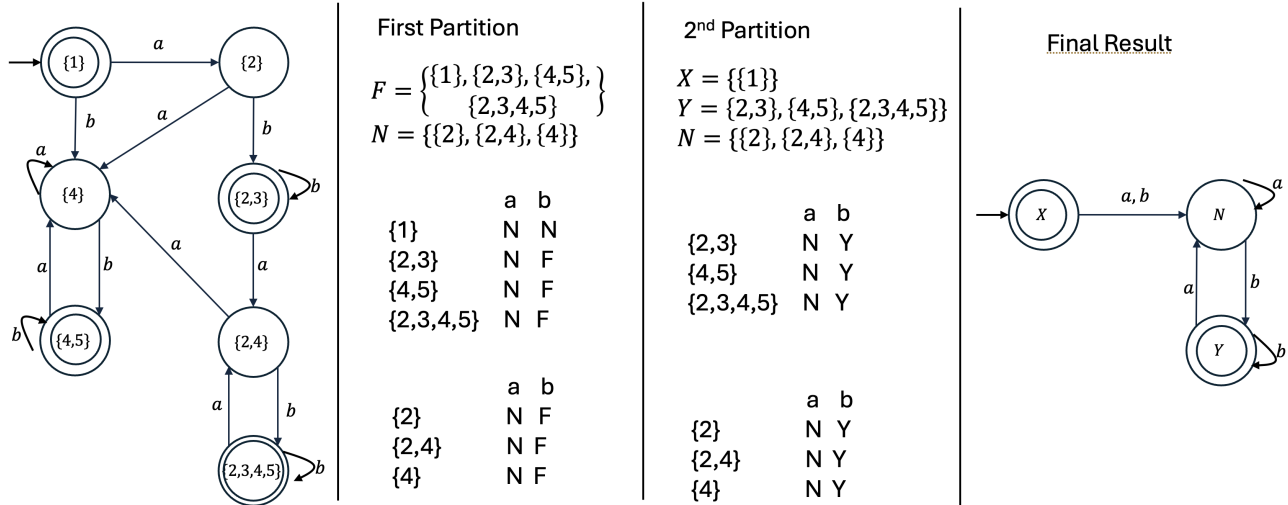 a
{1}
{2}
b
a
b
a
{4}
{2,3}
b
a
a
b
a
b
{4,5}
{2,4}
a
b
{2,3,4,5}
b
First Partition
F = { {1}, {2,3}, {4,5},
{2,3,4,5} }
N = {{2}, {2,4}, {4}}
a b
{1} N N
{2,3} N F
{4,5} N F
{2,3,4,5} N F
a b
{2} N F
{2,4} N F
{4} N F
2nd Partition
X = {{1}}
Y = {2,3}, {4,5}, {2,3,4,5}}
N = {{2}, {2,4}, {4}}
a b
{2,3} N Y
{4,5} N Y
{2,3,4,5} N Y
a b
{2} N Y
{2,4} N Y
{4} N Y
Final Result
a
a, b
X
N
a
b
Y
b